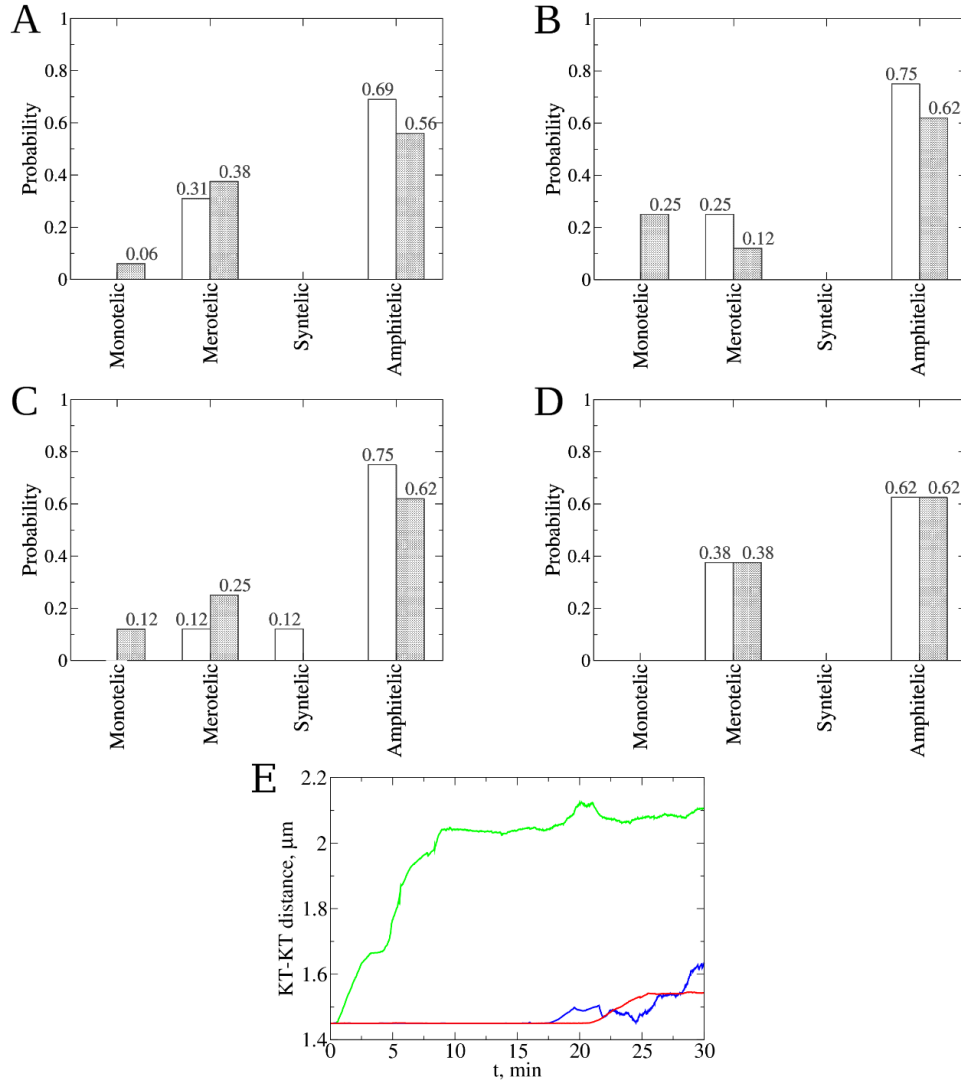 A
Probability
1
0.8
0.6
0.4
0.2
0
0.06
0.31
0.38
0.69
0.56
Monotelic
Merotelic
Syntelic
Amphitelic
B
Probability
1
0.8
0.6
0.4
0.2
0
0.25
0.25
0.12
0.75
0.62
Monotelic
Merotelic
Syntelic
Amphitelic
C
Probability
1
0.8
0.6
0.4
0.2
0
0.12
0.12
0.25
0.12
0.75
0.62
Monotelic
Merotelic
Syntelic
Amphitelic
D
Probability
1
0.8
0.6
0.4
0.2
0
0.38
0.38
0.62
0.62
Monotelic
Merotelic
Syntelic
Amphitelic
E
KT-KT distance, μm
2.2
2
1.8
1.6
1.4
0
5
10
15
20
25
30
t, min